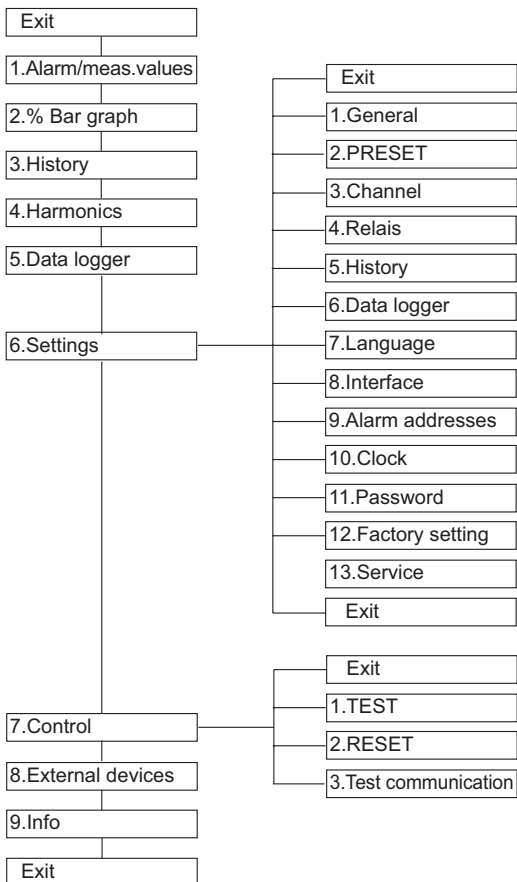 Exit
1.Alarm/meas.values
2.% Bar graph
3.History
4.Harmonics
5.Data logger
6.Settings
Exit
1.General
2.PRESET
3.Channel
4.Relais
5.History
6.Data logger
7.Language
8.Interface
9.Alarm addresses
10.Clock
11.Password
12.Factory setting
13.Service
Exit
7.Control
Exit
1.TEST
2.RESET
3.Test communication
8.External devices
9.Info
Exit